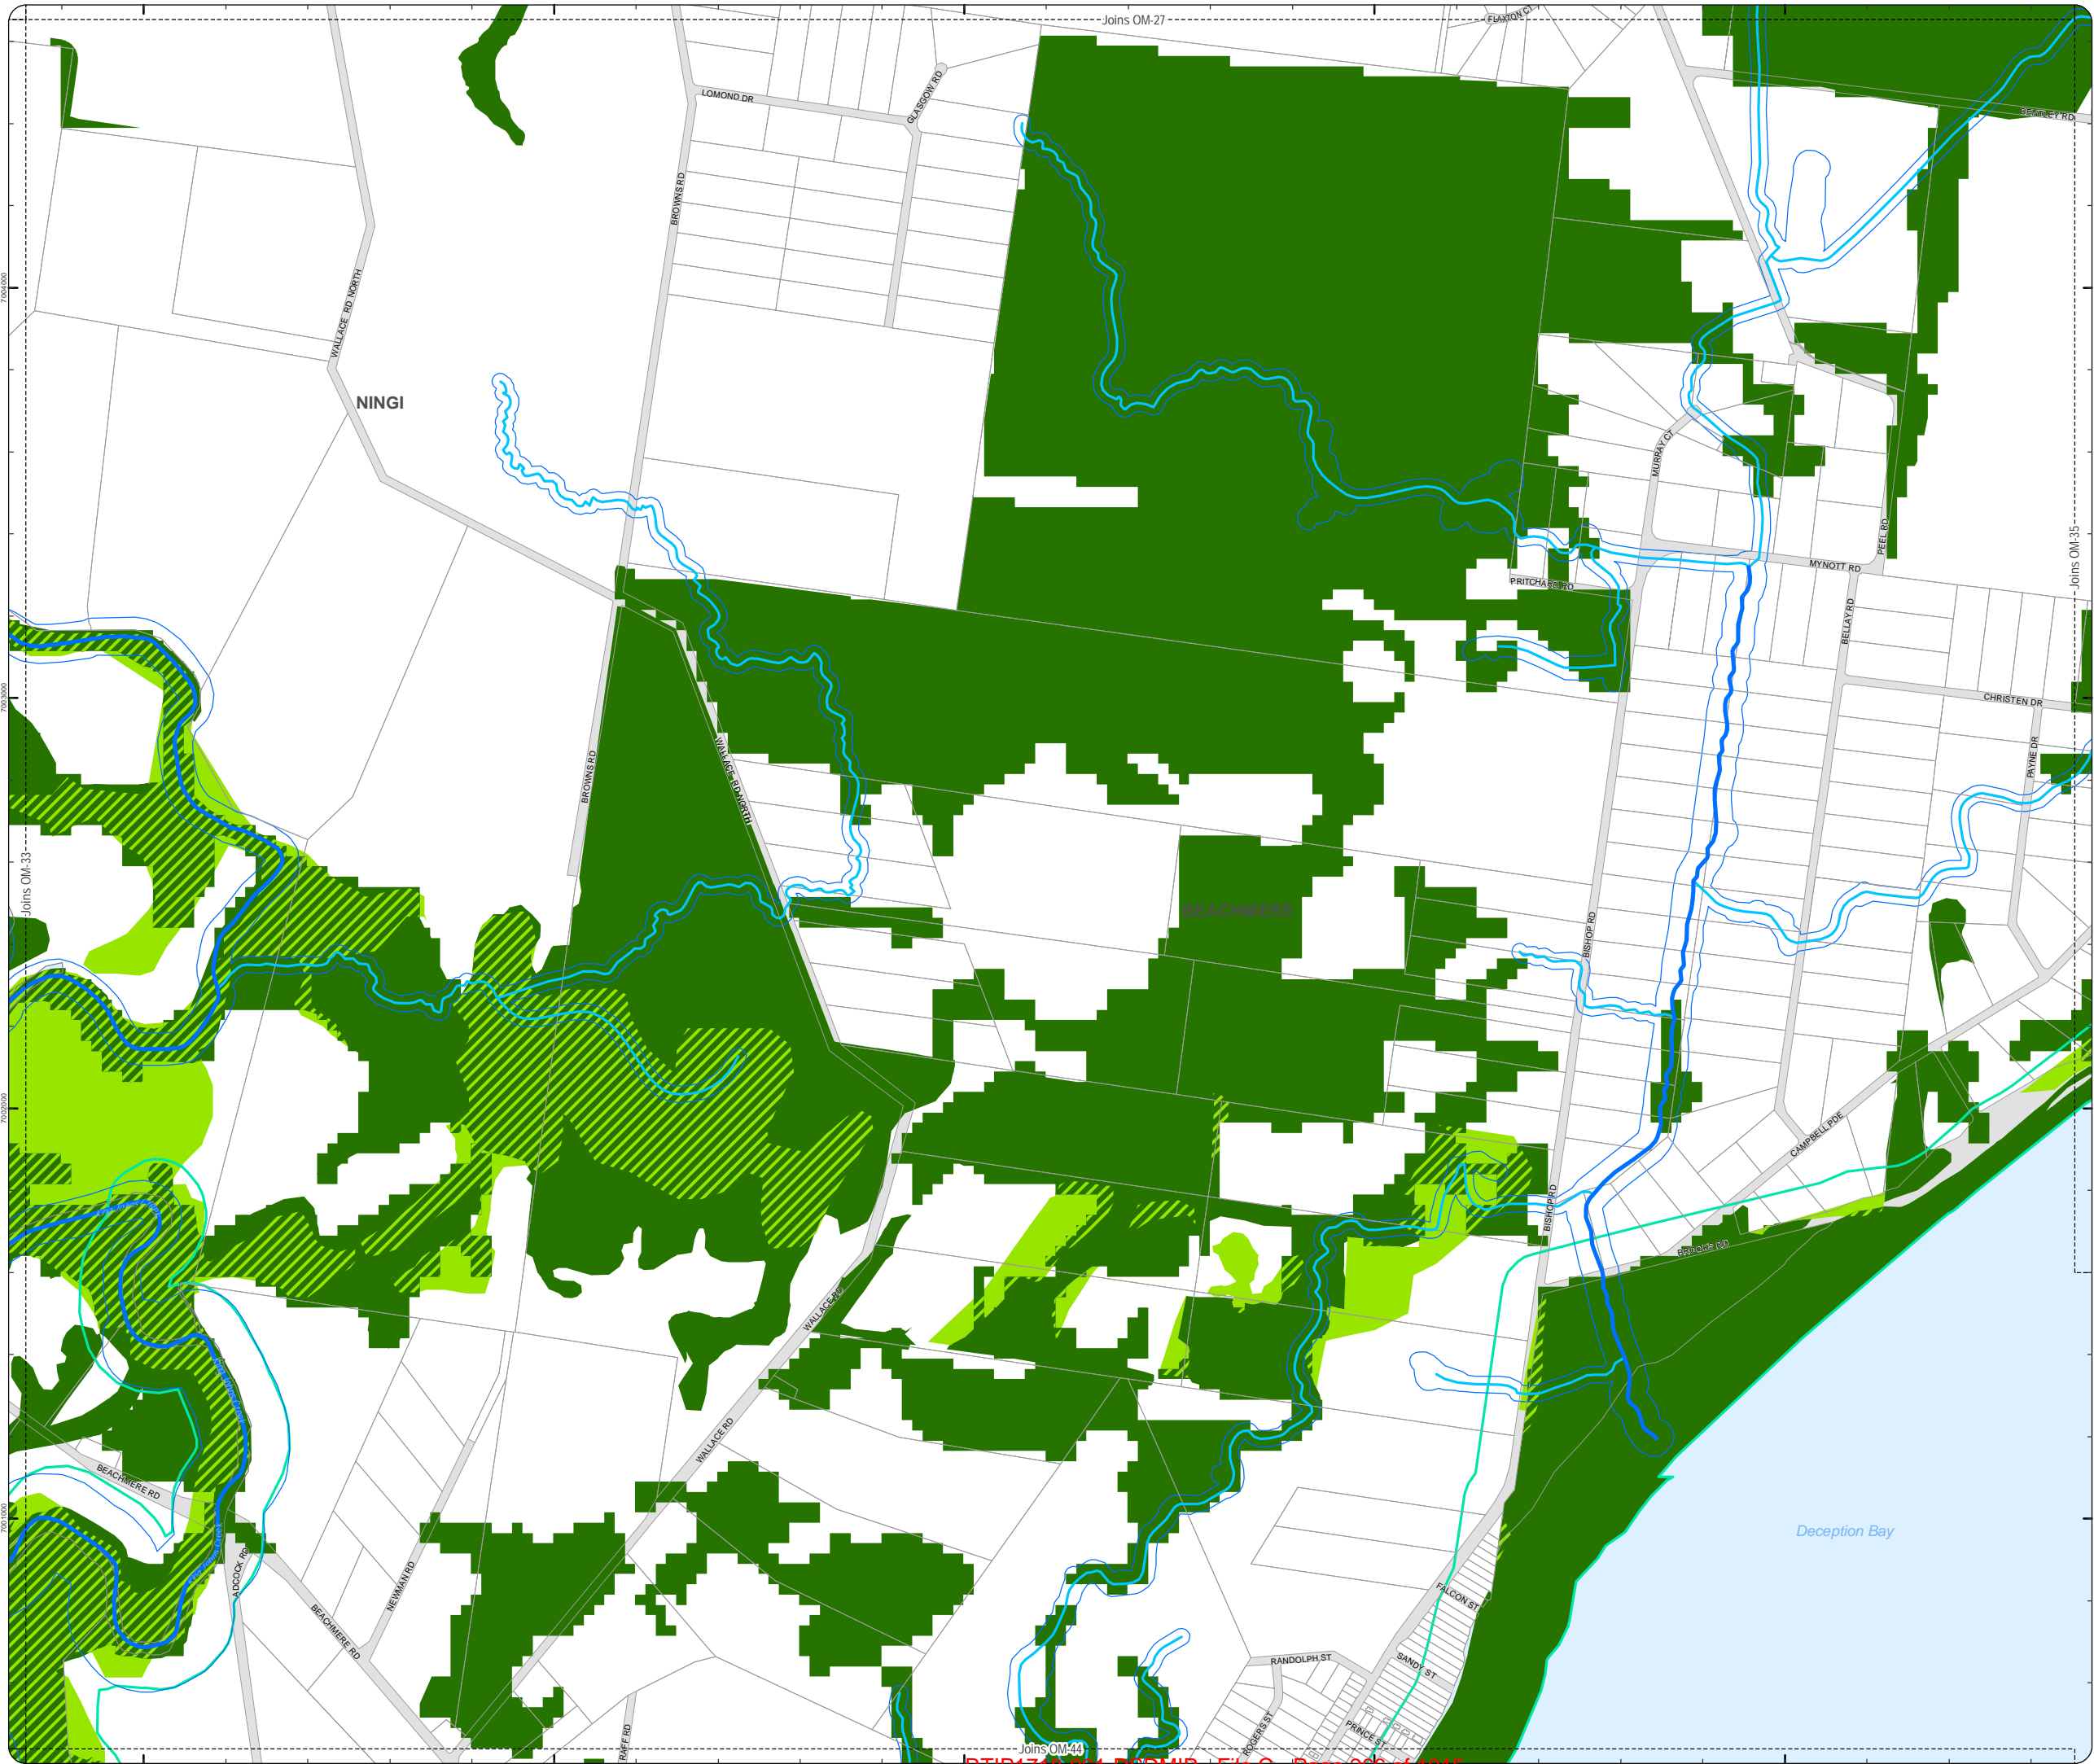 Joins OM-27
FLAXTON CT
LOMOND DR
GLASGOW RD
BENTLEY RD
BROWNS RD
7004000
WALLACE RD NORTH
NINGI
MURRAY CT
PEEL RD
Joins OM-35
MYNOTT RD
PRITCHARD RD
BELLAY RD
7003000
CHRISTEN DR
PAYNE DR
BROWNS RD
WALLACE RD NORTH
Joins OM-33
BEACHMERE
BISHOP RD
7002000
CAMPBELL PDE
BISHOP RD
BROOKS RD
WALLACE RD
WALLACE RD
BEACHMERE RD
7001000
Deception Bay
ADCOCK RD
NEWMAN RD
FALCON ST
BEACHMERE RD
RANDOLPH ST
SANDY ST
ROGERS ST
PRINCE ST
RAFF RD
Joins OM-44